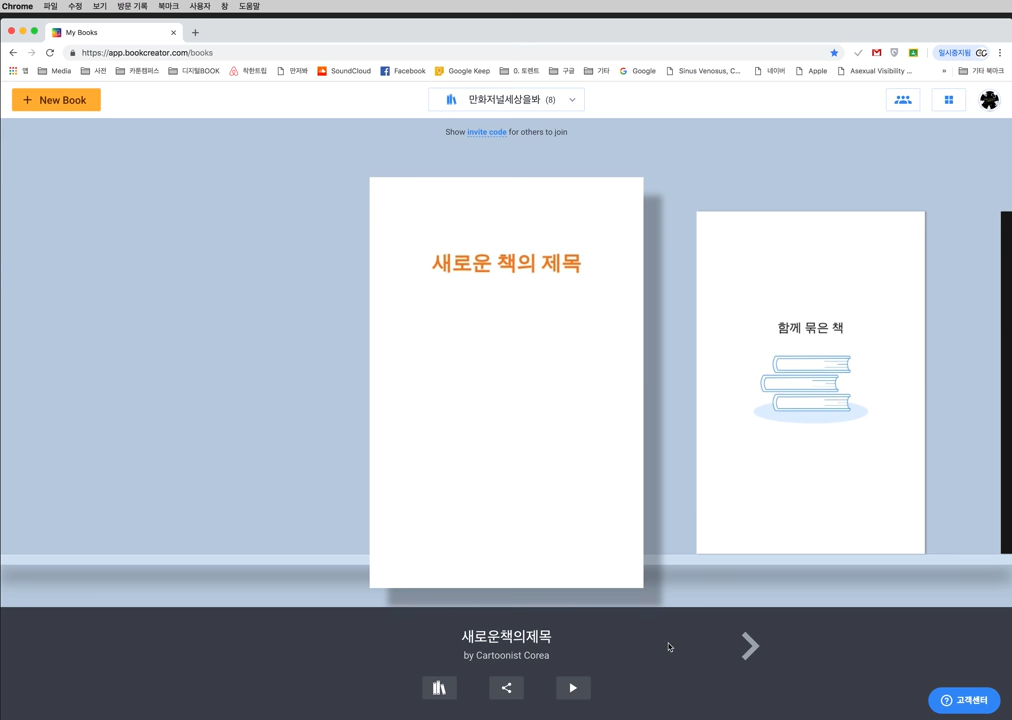 Chrome 파일 수정 보기 방문 기록 북마크 사용자 창 도움말
My Books
https://app.bookcreator.com/books
일시중지됨
앱 Media 사전 카툰캠퍼스 디지털BOOK 착한트립 만저봐 SoundCloud Facebook Google Keep 0. 토렌트 구글 기타 Google Sinus Venosus, C... 네이버 Apple Asexual Visibility ... » 기타 북마크
+ New Book
만화저널세상을봐 (8)
Show invite code for others to join
새로운 책의 제목
함께 묶은 책
새로운책의제목
by Cartoonist Corea
고객센터